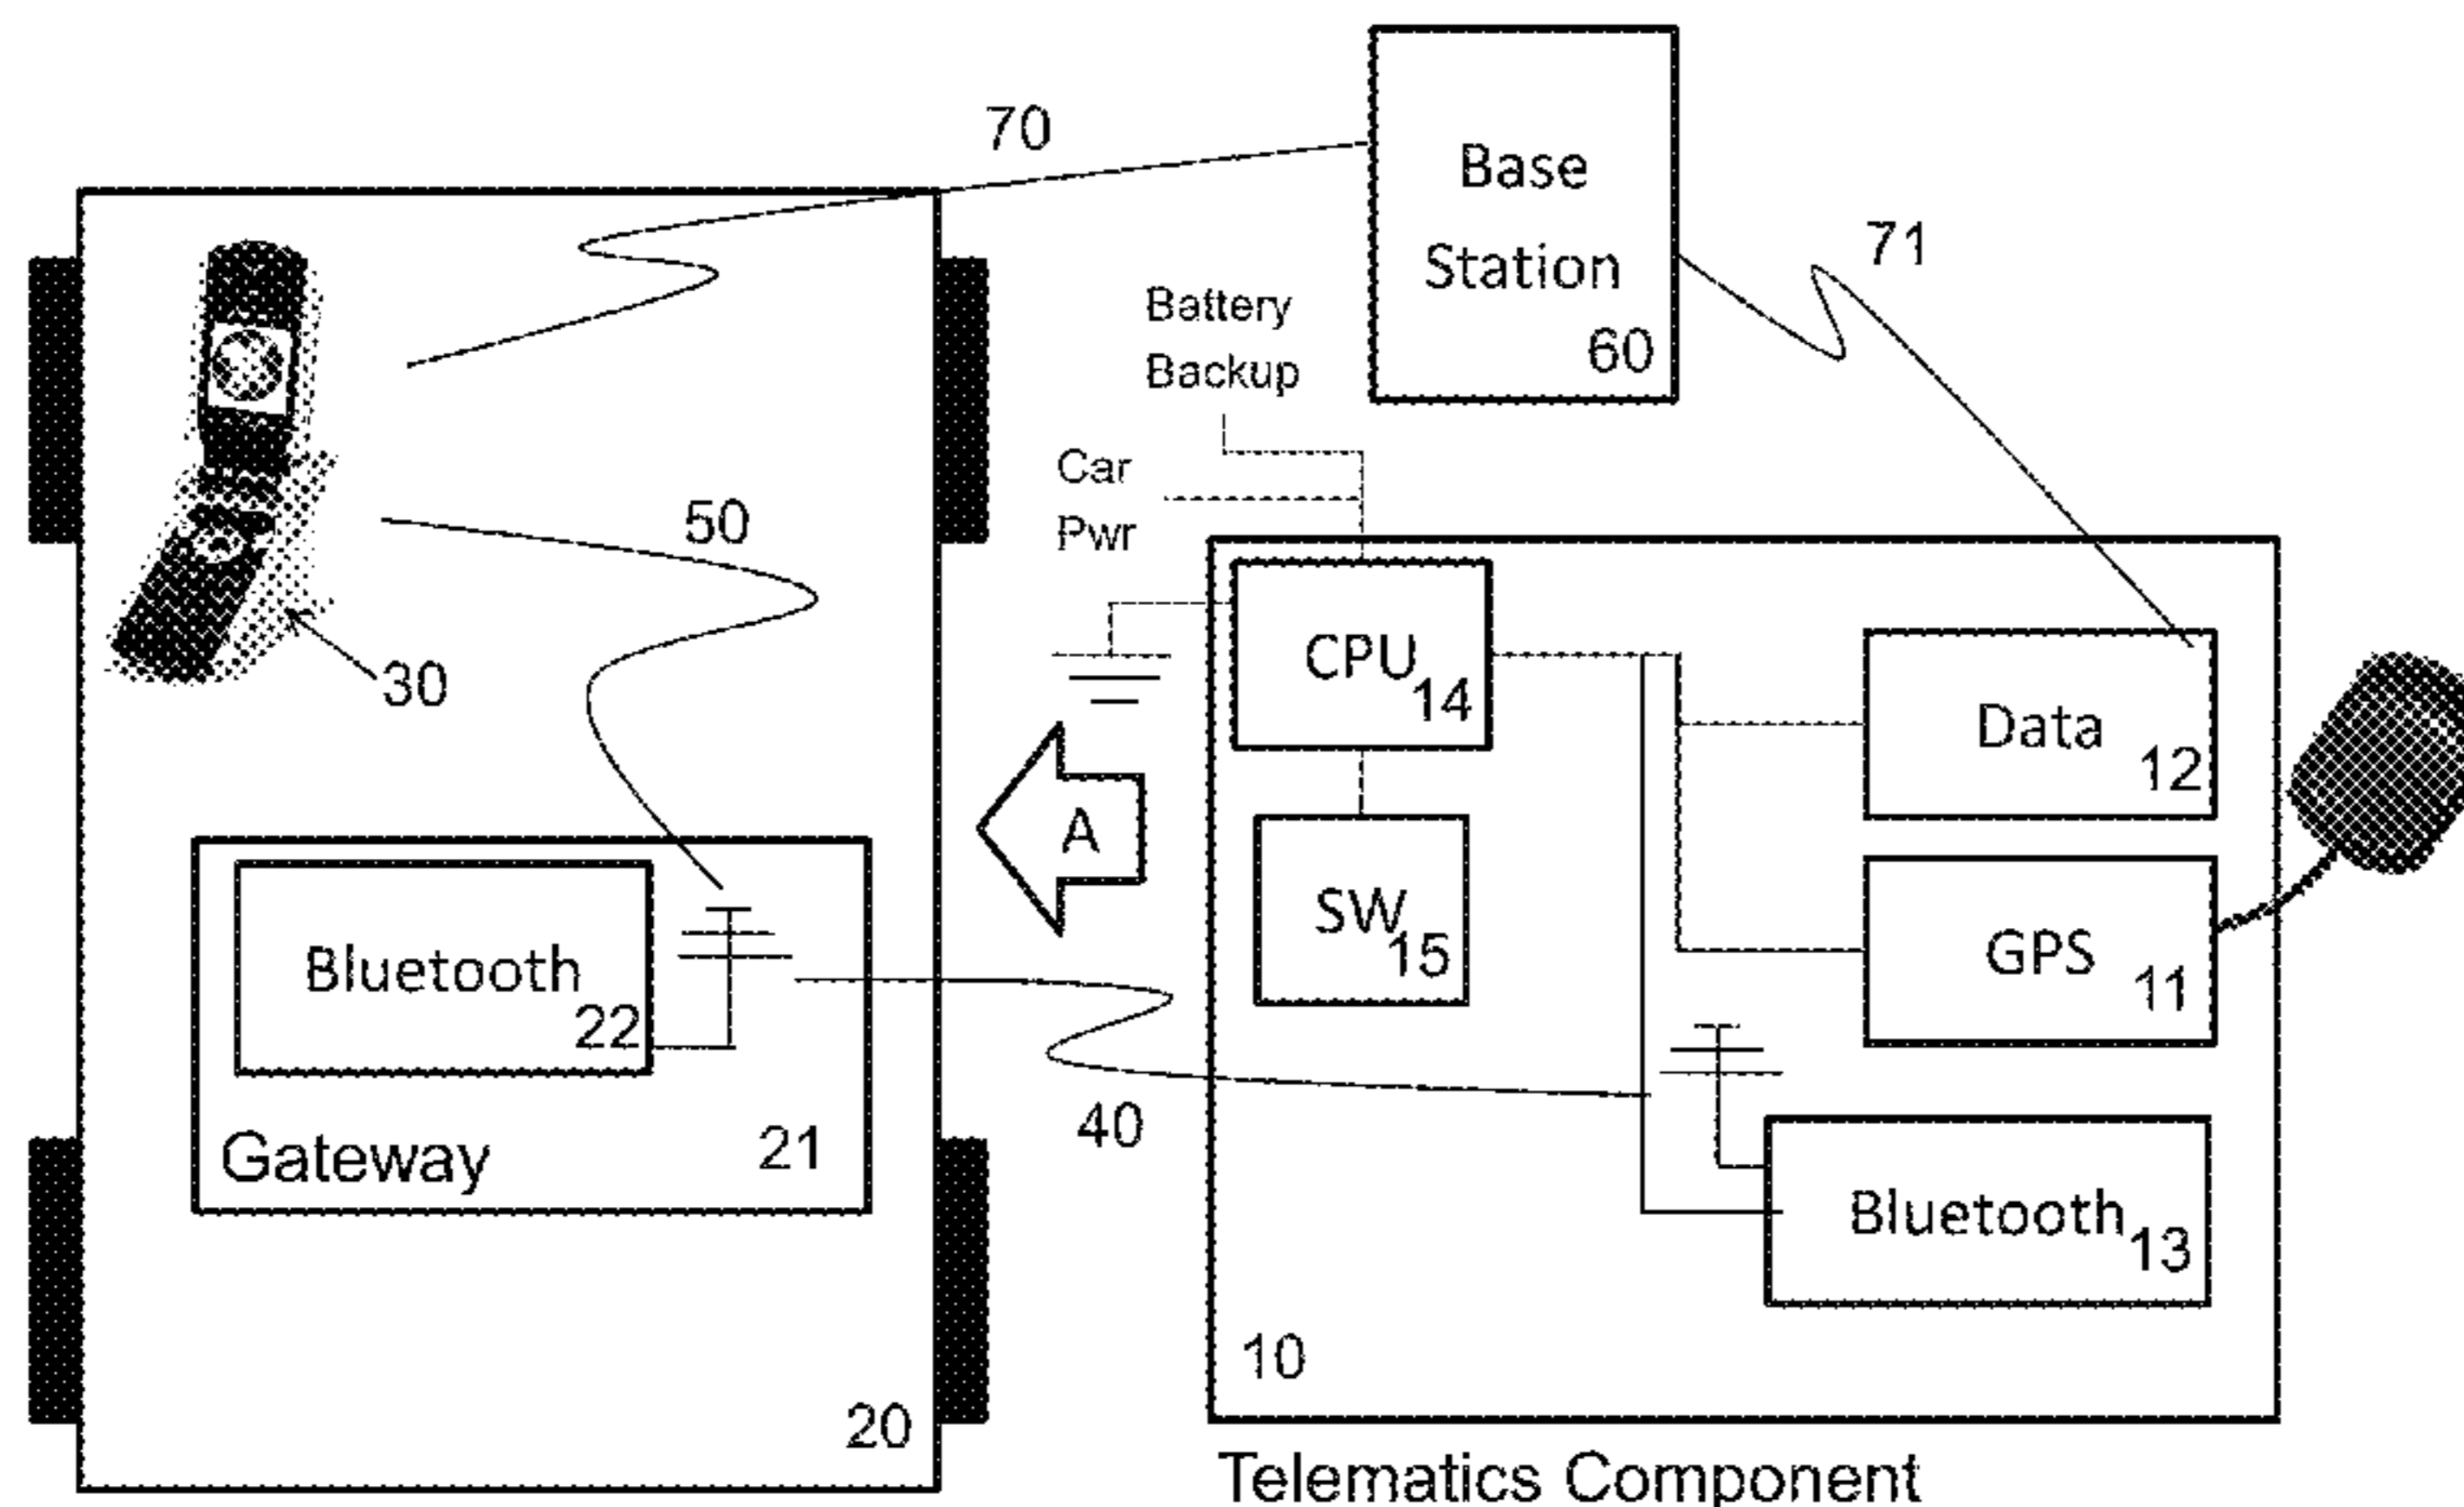 70
Base
Station
60
71
Battery
Backup
Car
Pwr
50
30
CPU
14
Data
12
A
SW
15
GPS
11
Bluetooth
22
Gateway
21
40
Bluetooth
13
10
20
Telematics Component